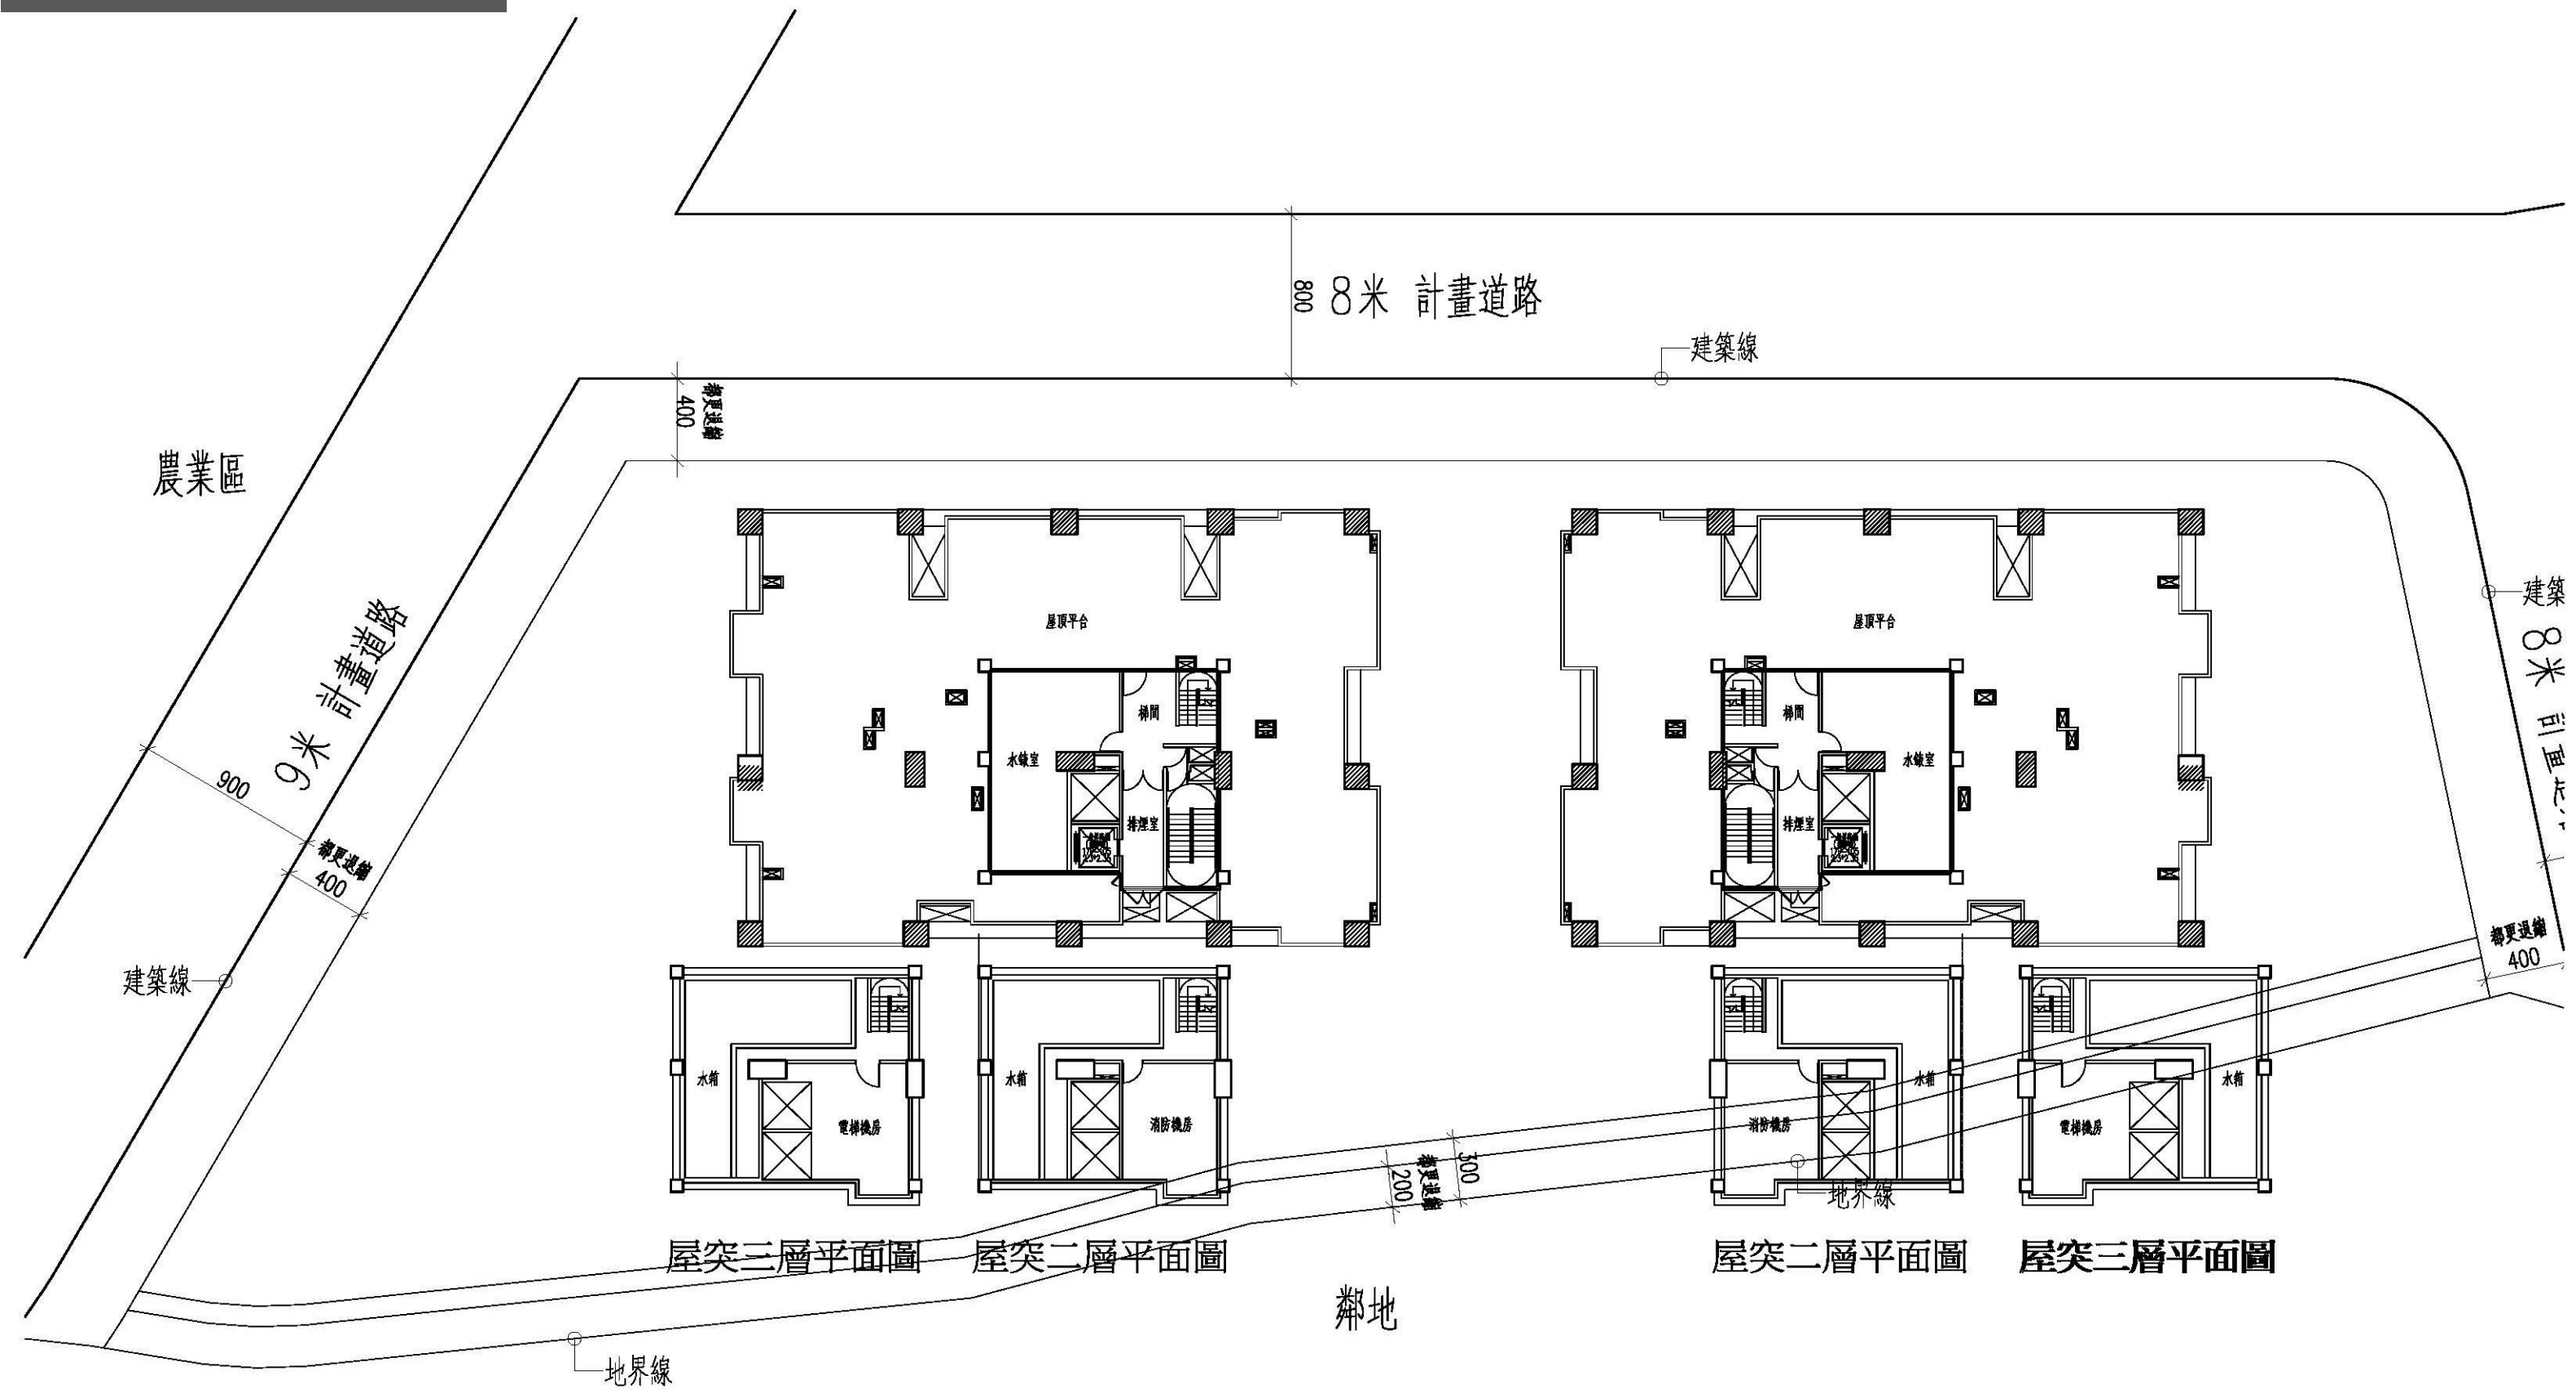 8米 計畫道路
800
建築線
都更退縮
400
農業區
9米 計畫道路
900
都更退縮
400
建築線
屋頂平台
梯間
水錶室
排煙室
屋頂平台
梯間
水錶室
排煙室
建築
8米
都更退縮
400
水箱
電梯機房
水箱
消防機房
消防機房
水箱
電梯機房
水箱
300
都更退縮
200
地界線
屋突三層平面圖
屋突二層平面圖
屋突二層平面圖
屋突三層平面圖
鄰地
地界線